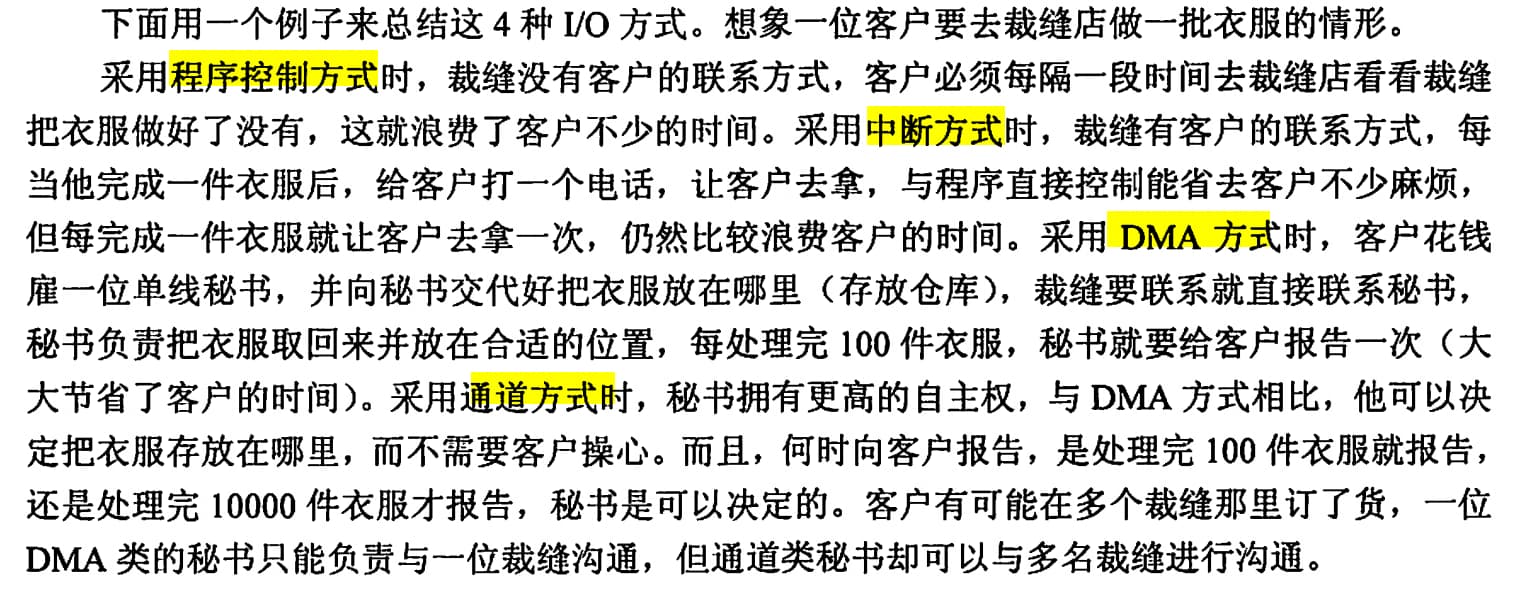 下面用一个例子来总结这 4 种 I/O 方式。想象一位客户要去裁缝店做一批衣服的情形。
采用程序控制方式时，裁缝没有客户的联系方式，客户必须每隔一段时间去裁缝店看看裁缝
把衣服做好了没有，这就浪费了客户不少的时间。采用中断方式时，裁缝有客户的联系方式，每
当他完成一件衣服后，给客户打一个电话，让客户去拿，与程序直接控制能省去客户不少麻烦，
但每完成一件衣服就让客户去拿一次，仍然比较浪费客户的时间。采用 DMA 方式时，客户花钱
雇一位单线秘书，并向秘书交代好把衣服放在哪里（存放仓库），裁缝要联系就直接联系秘书，
秘书负责把衣服取回来并放在合适的位置，每处理完 100 件衣服，秘书就要给客户报告一次（大
大节省了客户的时间）。采用通道方式时，秘书拥有更高的自主权，与 DMA 方式相比，他可以决
定把衣服存放在哪里，而不需要客户操心。而且，何时向客户报告，是处理完 100 件衣服就报告，
还是处理完 10000 件衣服才报告，秘书是可以决定的。客户有可能在多个裁缝那里订了货，一位
DMA 类的秘书只能负责与一位裁缝沟通，但通道类秘书却可以与多名裁缝进行沟通。